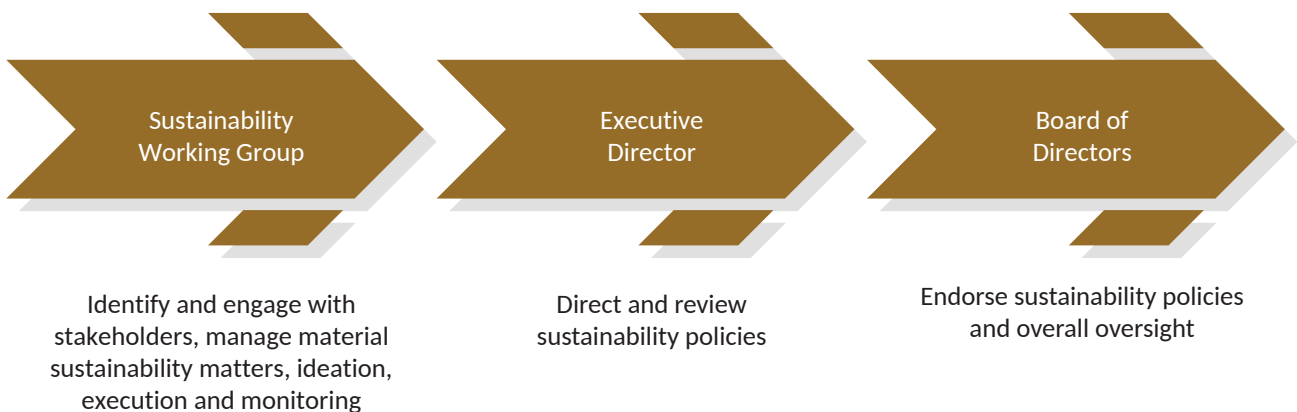 Sustainability
Working Group
Executive
Director
Board of
Directors
Identify and engage with
stakeholders, manage material
sustainability matters, ideation,
execution and monitoring
Direct and review
sustainability policies
Endorse sustainability policies
and overall oversight